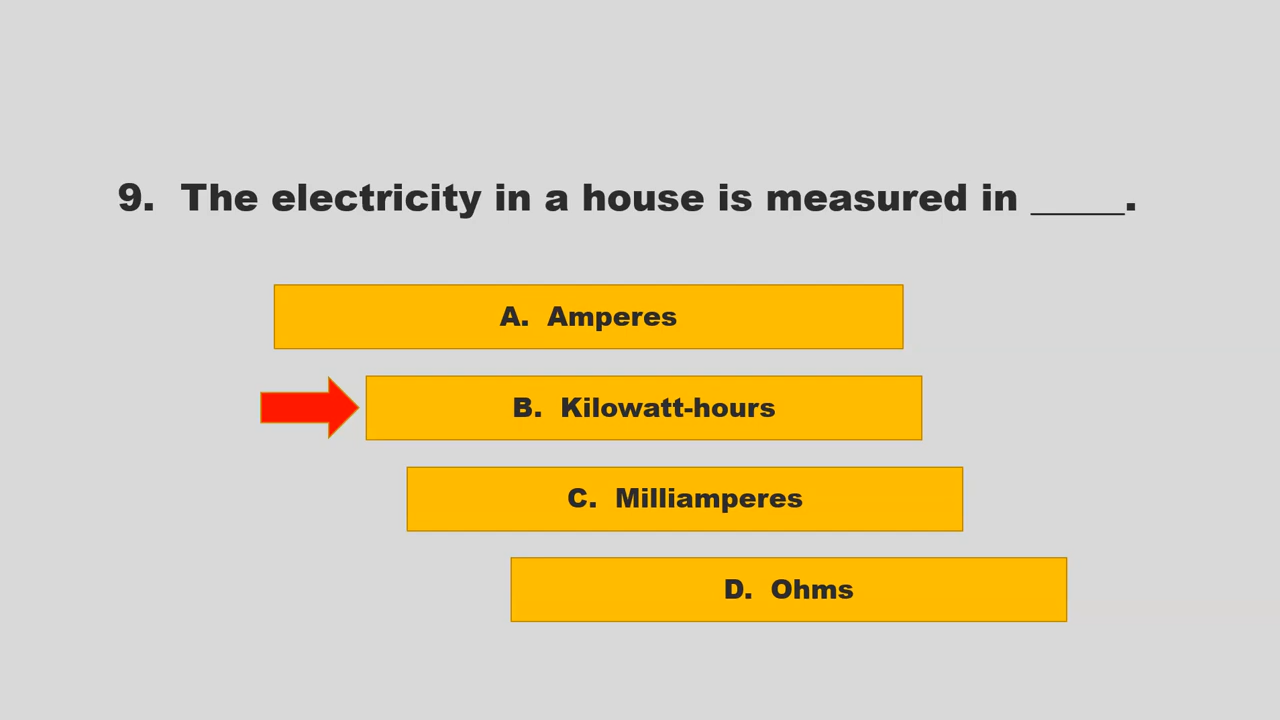 9. The electricity in a house is measured in _____.
A. Amperes
B. Kilowatt-hours
C. Milliamperes
D. Ohms